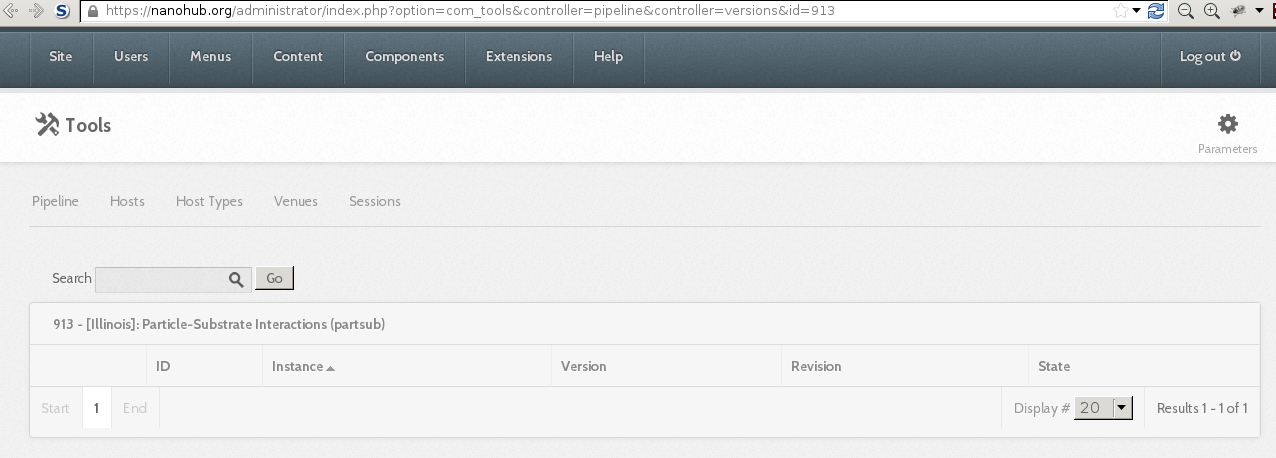 https://nanohub.org/administrator/index.php?option=com_tools&controller=pipeline&controller=versions&id=913
Site Users Menus Content Components Extensions Help Log out
Tools
Parameters
Pipeline Hosts Host Types Venues Sessions
Search Go
913 - [Illinois]: Particle-Substrate Interactions (partsub)
ID Instance Version Revision State
Start 1 End Display # 20 Results 1 - 1 of 1